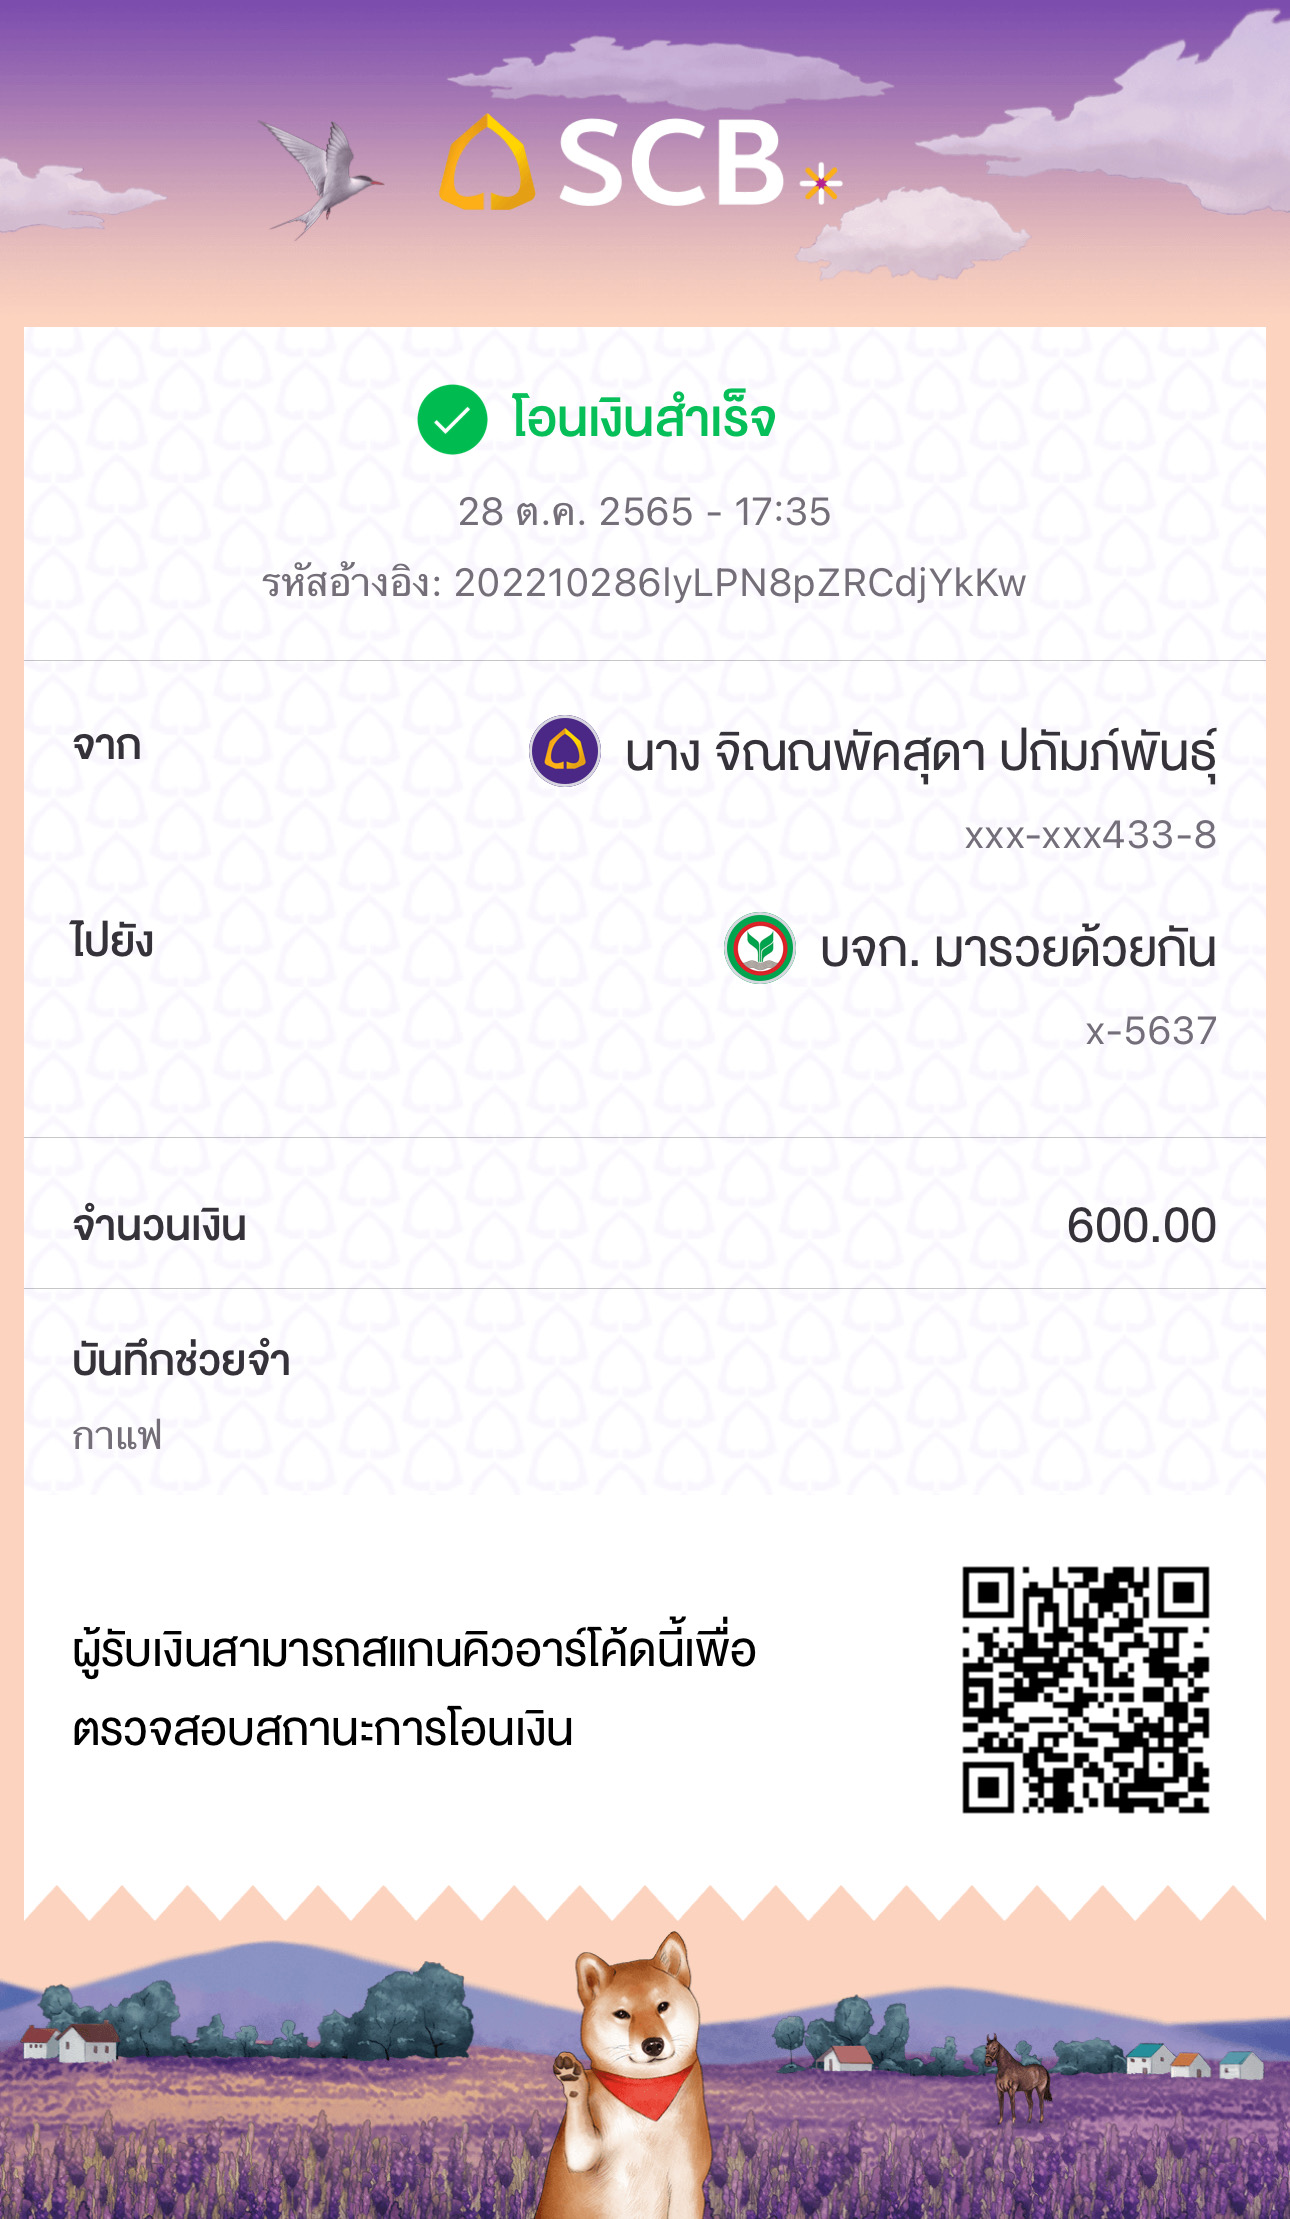 SCB
โอนเงินสำเร็จ
28 ต.ค. 2565 - 17:35
รหัสอ้างอิง: 202210286lyLPN8pZRCdjYkKw
จาก
นาง จิณณพัคสุดา ปถัมภ์พันธุ์
xxx-xxx433-8
ไปยัง
บจก. มารวยด้วยกัน
x-5637
จำนวนเงิน
600.00
บันทึกช่วยจำ
กาแฟ
ผู้รับเงินสามารถสแกนคิวอาร์โค้ดนี้เพื่อ
ตรวจสอบสถานะการโอนเงิน